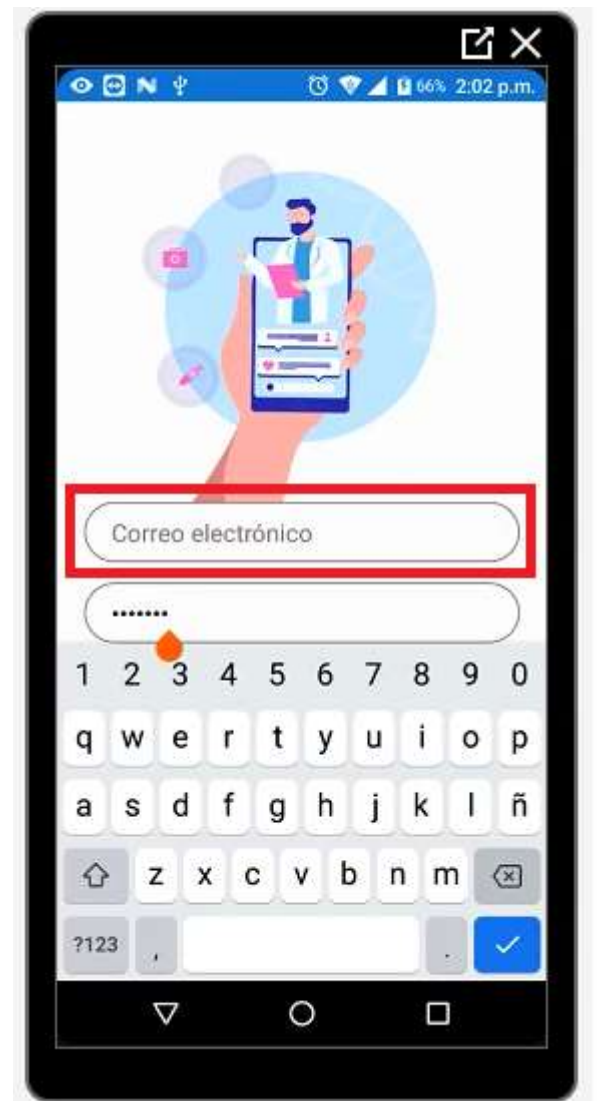 66% 2:02 p.m.
Correo electrónico
•••••••
1 2 3 4 5 6 7 8 9 0
q w e r t y u i o p
a s d f g h j k l ñ
z x c v b n m
?123 , .